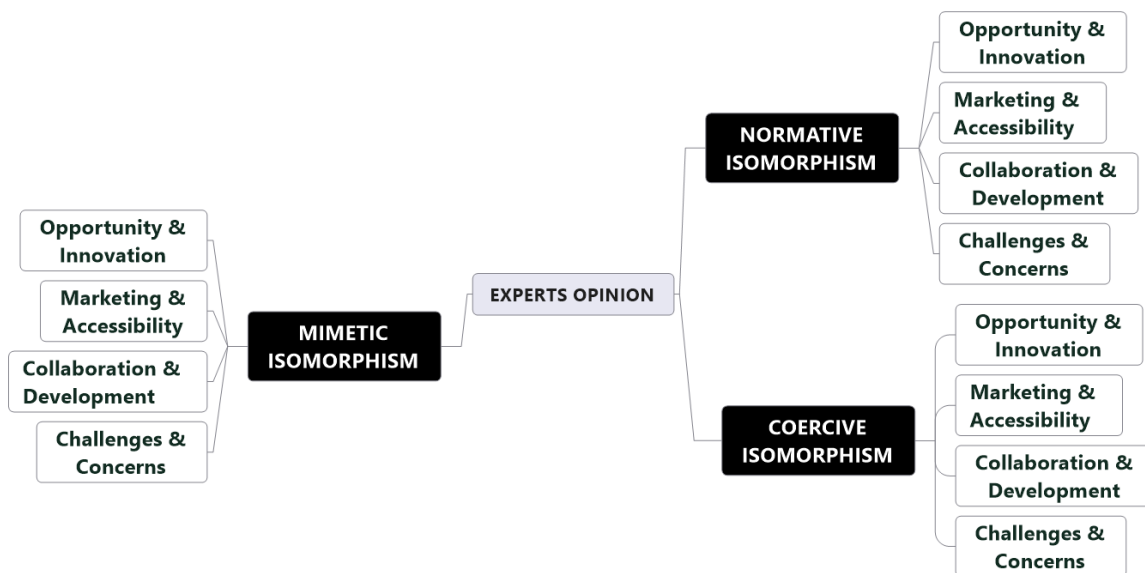 Opportunity &
Innovation
Marketing &
Accessibility
Collaboration &
Development
Challenges &
Concerns
MIMETIC
ISOMORPHISM
EXPERTS OPINION
NORMATIVE
ISOMORPHISM
Opportunity &
Innovation
Marketing &
Accessibility
Collaboration &
Development
Challenges &
Concerns
COERCIVE
ISOMORPHISM
Opportunity &
Innovation
Marketing &
Accessibility
Collaboration &
Development
Challenges &
Concerns